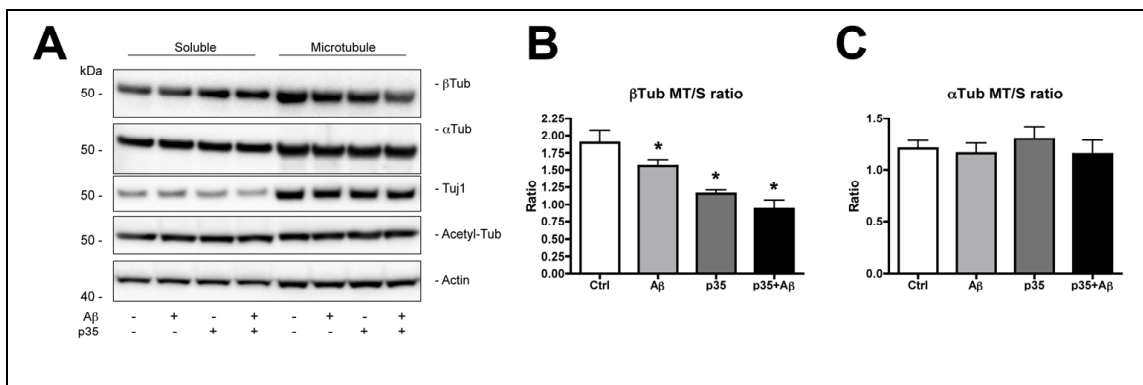 A
Soluble Microtubule
kDa
50 - - βTub
50 - - αTub
50 - - Tuj1
50 - - Acetyl-Tub
- Actin
40 -
Aβ - + - + - + - +
p35 - - + + - - + +
B
βTub MT/S ratio
Ratio
2.25
2.00
1.75
1.50
1.25
1.00
0.75
0.50
0.25
0.00
* * *
Ctrl Aβ p35 p35+Aβ
C
αTub MT/S ratio
Ratio
1.5
1.0
0.5
0.0
Ctrl Aβ p35 p35+Aβ